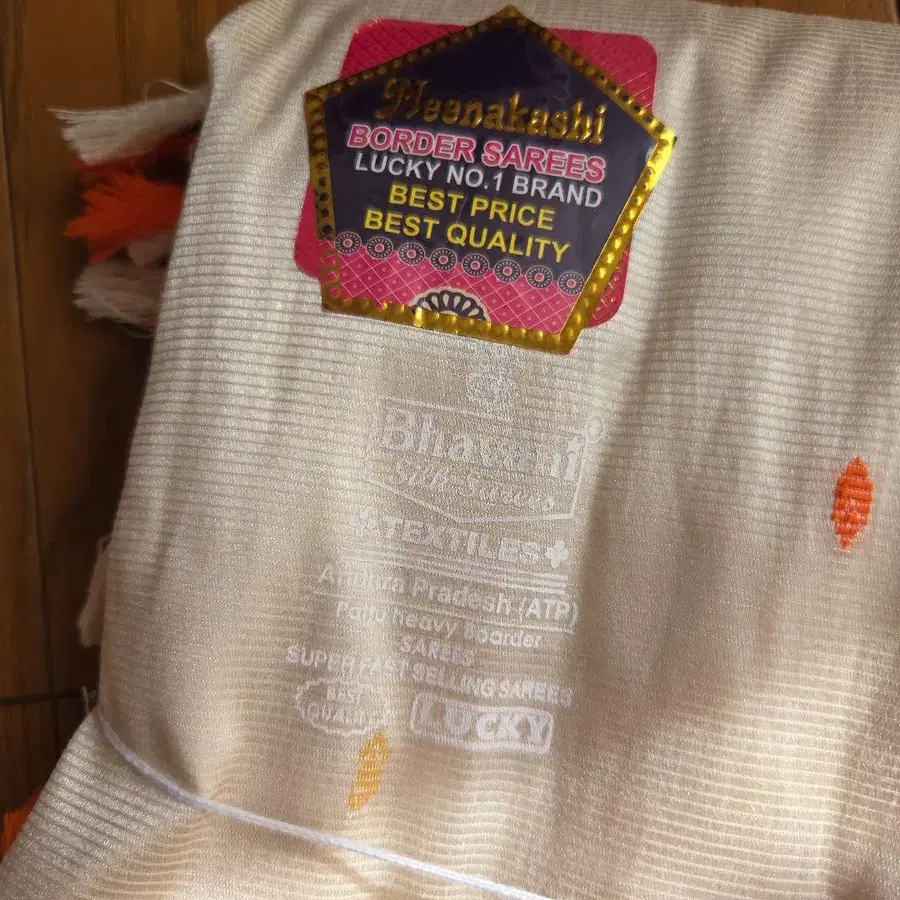 Meenakashi
BORDER SAREES
LUCKY NO.1 BRAND
BEST PRICE
BEST QUALITY
Bhavani
Silk Sarees
TEXTILES
Andhra Pradesh (ATP)
Pattu heavy Boarder
SAREES
SUPER FAST SELLING SAREES
BEST
QUALITY
LUCKY